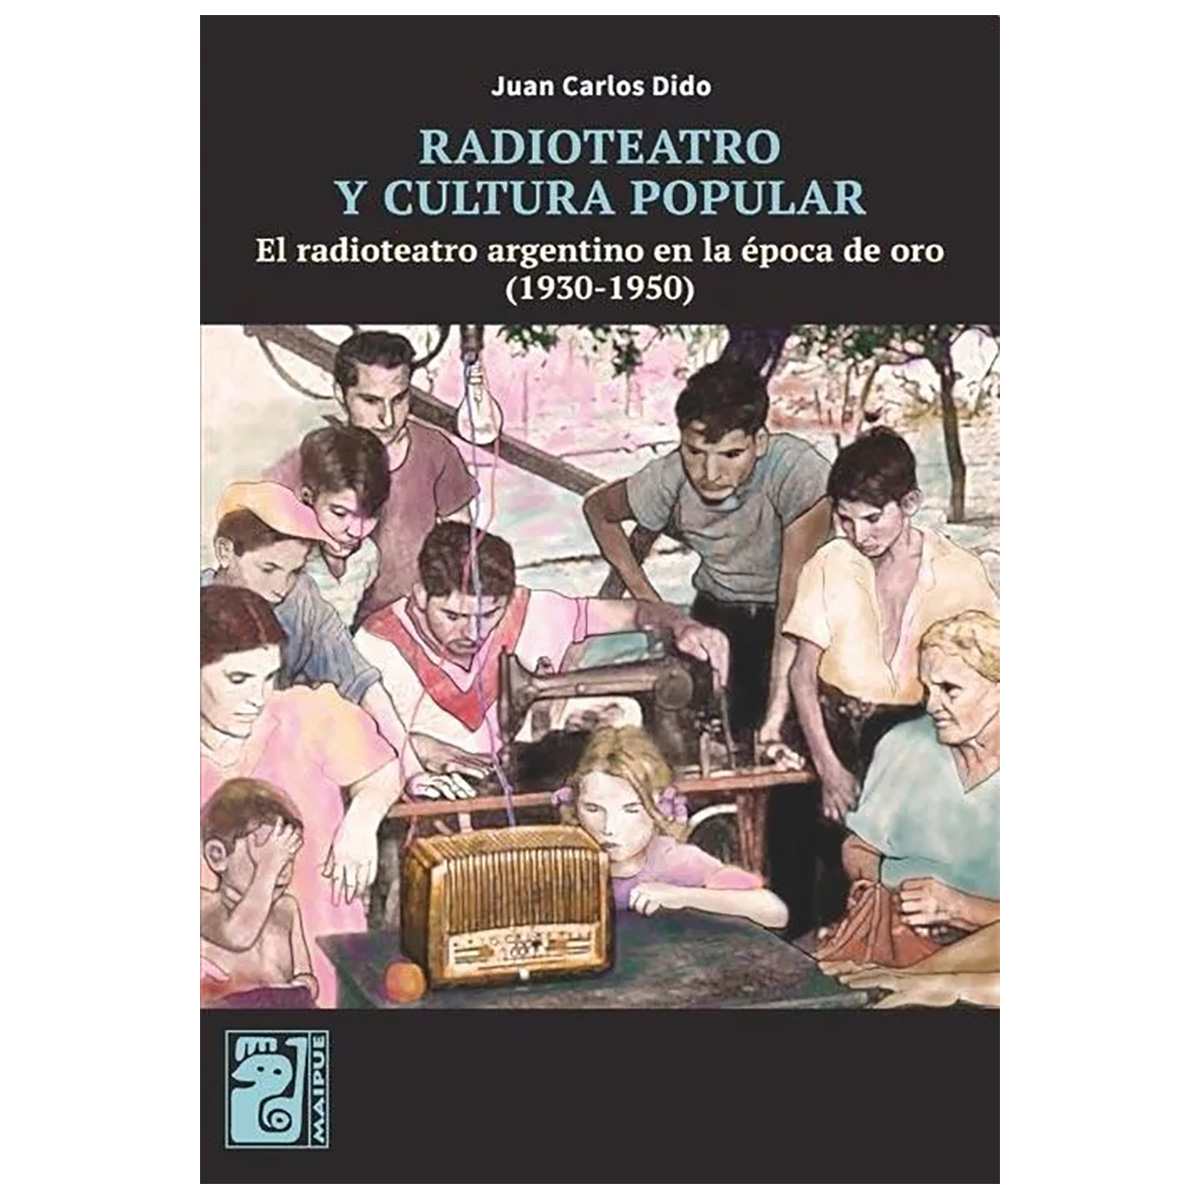 Juan Carlos Dido
RADIOTEATRO
Y CULTURA POPULAR
El radioteatro argentino en la época de oro
(1930-1950)
MAIPUE